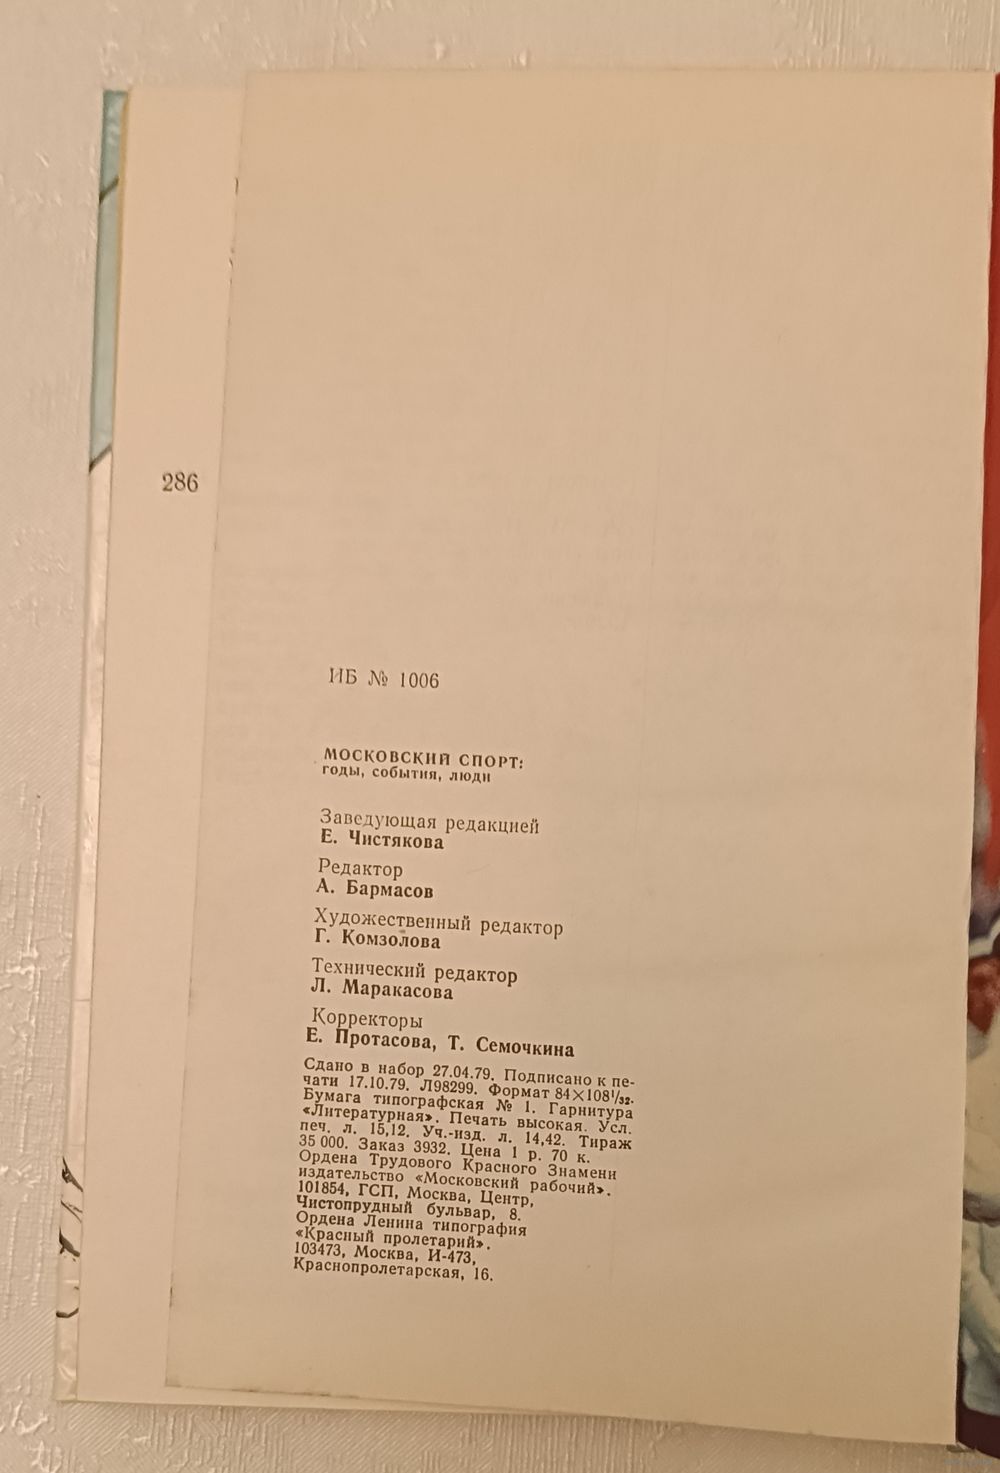 286
ИБ № 1006
МОСКОВСКИЙ СПОРТ:
годы, события, люди
Заведующая редакцией
Е. Чистякова
Редактор
А. Бармасов
Художественный редактор
Г. Комзолова
Технический редактор
Л. Маракасова
Корректоры
Е. Протасова, Т. Семочкина
Сдано в набор 27.04.79. Подписано к пе-
чати 17.10.79. Л98299. Формат 84×108¹/₃₂.
Бумага типографская № 1. Гарнитура
«Литературная». Печать высокая. Усл.
печ. л. 15,12. Уч.-изд. л. 14,42. Тираж
35 000. Заказ 3932. Цена 1 р. 70 к.
Ордена Трудового Красного Знамени
издательство «Московский рабочий».
101854, ГСП, Москва, Центр,
Чистопрудный бульвар, 8.
Ордена Ленина типография
«Красный пролетарий».
103473, Москва, И-473,
Краснопролетарская, 16.